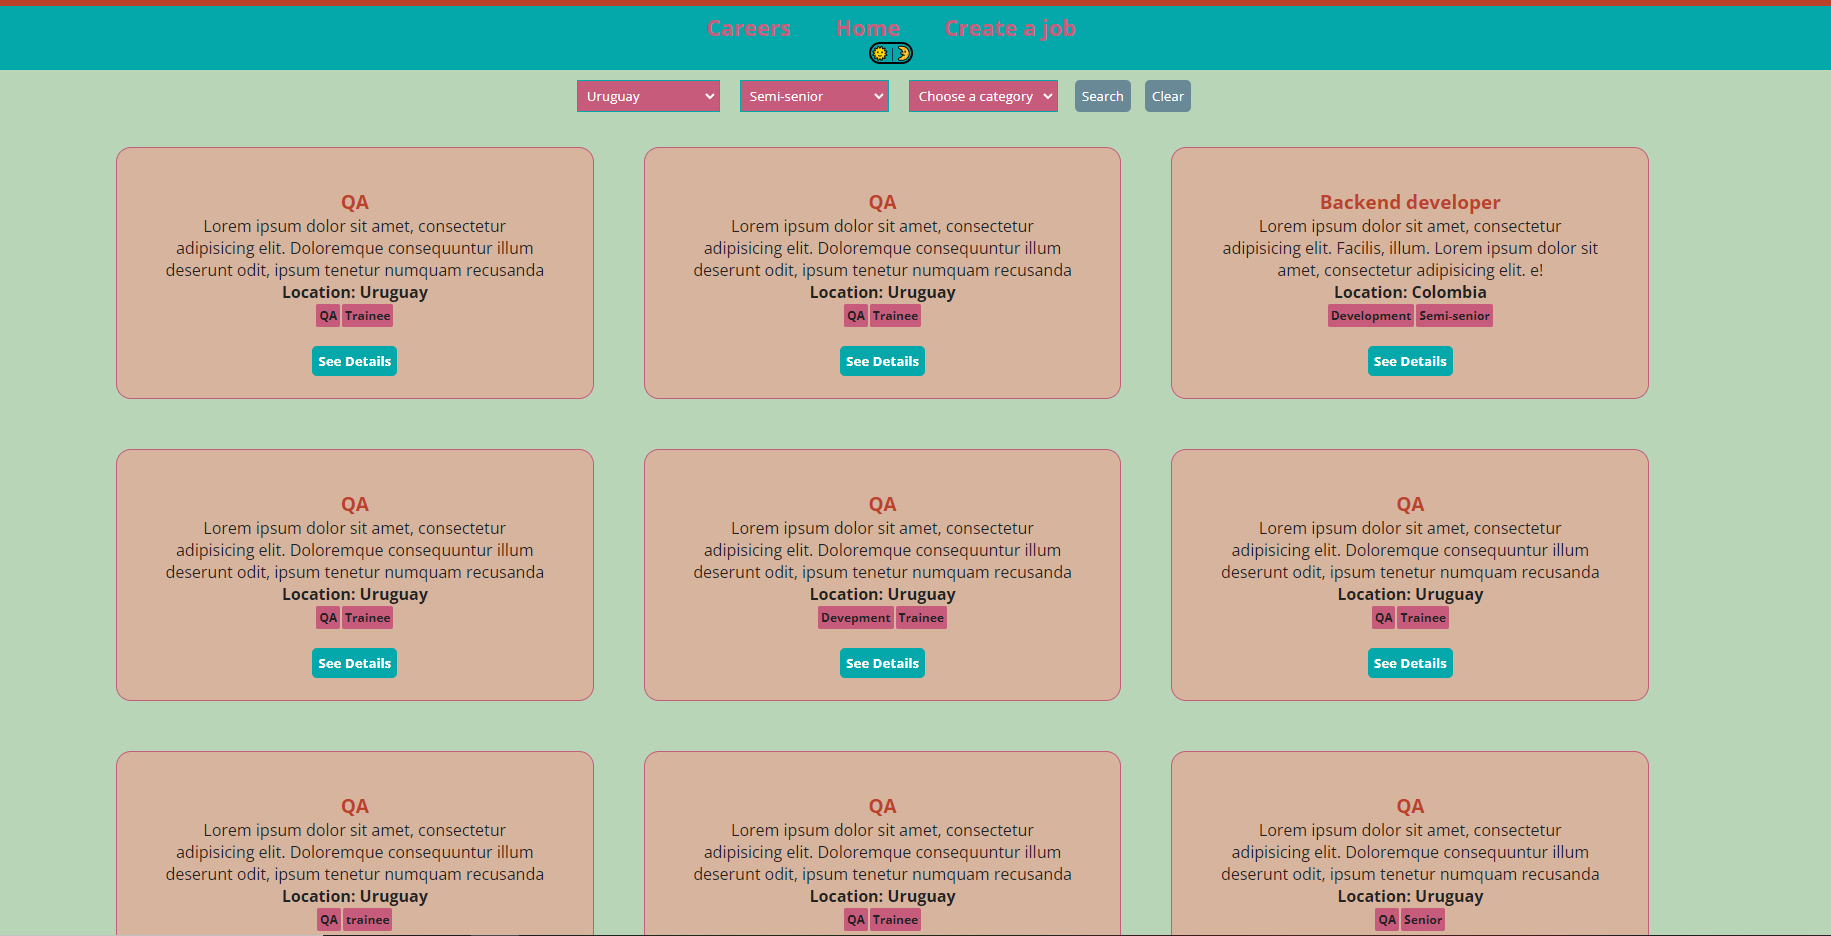 Careers Home Create a job
Uruguay Semi-senior Choose a category Search Clear
QA
Lorem ipsum dolor sit amet, consectetur
adipisicing elit. Doloremque consequuntur illum
deserunt odit, ipsum tenetur numquam recusanda
Location: Uruguay
QA Trainee
See Details
QA
Lorem ipsum dolor sit amet, consectetur
adipisicing elit. Doloremque consequuntur illum
deserunt odit, ipsum tenetur numquam recusanda
Location: Uruguay
QA Trainee
See Details
Backend developer
Lorem ipsum dolor sit amet, consectetur
adipisicing elit. Facilis, illum. Lorem ipsum dolor sit
amet, consectetur adipisicing elit. e!
Location: Colombia
Development Semi-senior
See Details
QA
Lorem ipsum dolor sit amet, consectetur
adipisicing elit. Doloremque consequuntur illum
deserunt odit, ipsum tenetur numquam recusanda
Location: Uruguay
QA Trainee
See Details
QA
Lorem ipsum dolor sit amet, consectetur
adipisicing elit. Doloremque consequuntur illum
deserunt odit, ipsum tenetur numquam recusanda
Location: Uruguay
Devepment Trainee
See Details
QA
Lorem ipsum dolor sit amet, consectetur
adipisicing elit. Doloremque consequuntur illum
deserunt odit, ipsum tenetur numquam recusanda
Location: Uruguay
QA Trainee
See Details
QA
Lorem ipsum dolor sit amet, consectetur
adipisicing elit. Doloremque consequuntur illum
deserunt odit, ipsum tenetur numquam recusanda
Location: Uruguay
QA trainee
QA
Lorem ipsum dolor sit amet, consectetur
adipisicing elit. Doloremque consequuntur illum
deserunt odit, ipsum tenetur numquam recusanda
Location: Uruguay
QA Trainee
QA
Lorem ipsum dolor sit amet, consectetur
adipisicing elit. Doloremque consequuntur illum
deserunt odit, ipsum tenetur numquam recusanda
Location: Uruguay
QA Senior